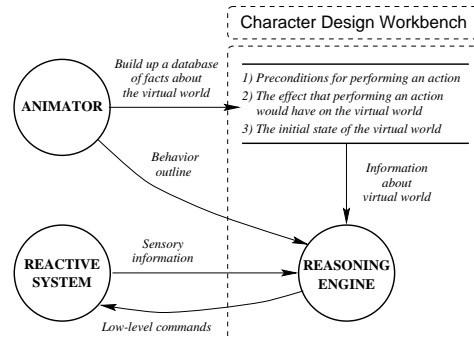 Character Design Workbench
Build up a database
of facts about
the virtual world
ANIMATOR
1) Preconditions for performing an action
2) The effect that performing an action
would have on the virtual world
3) The initial state of the virtual world
Behavior
outline
Information
about
virtual world
Sensory
information
REACTIVE
SYSTEM
REASONING
ENGINE
Low-level commands